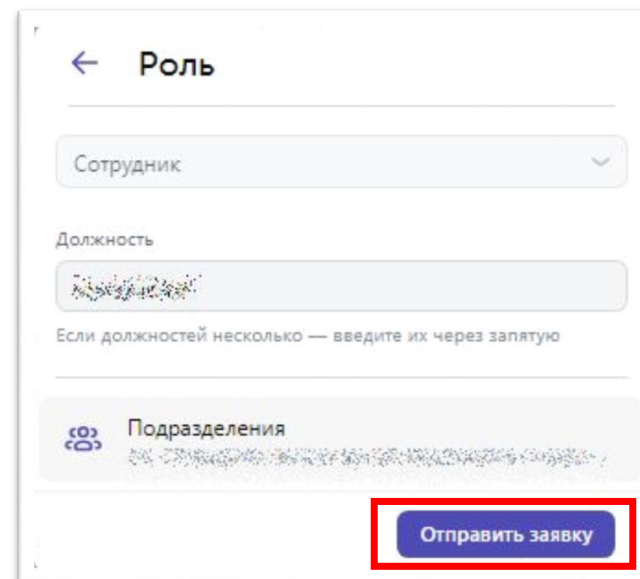 Роль
Сотрудник
Должность
Если должностей несколько — введите их через запятую
Подразделения
Отправить заявку